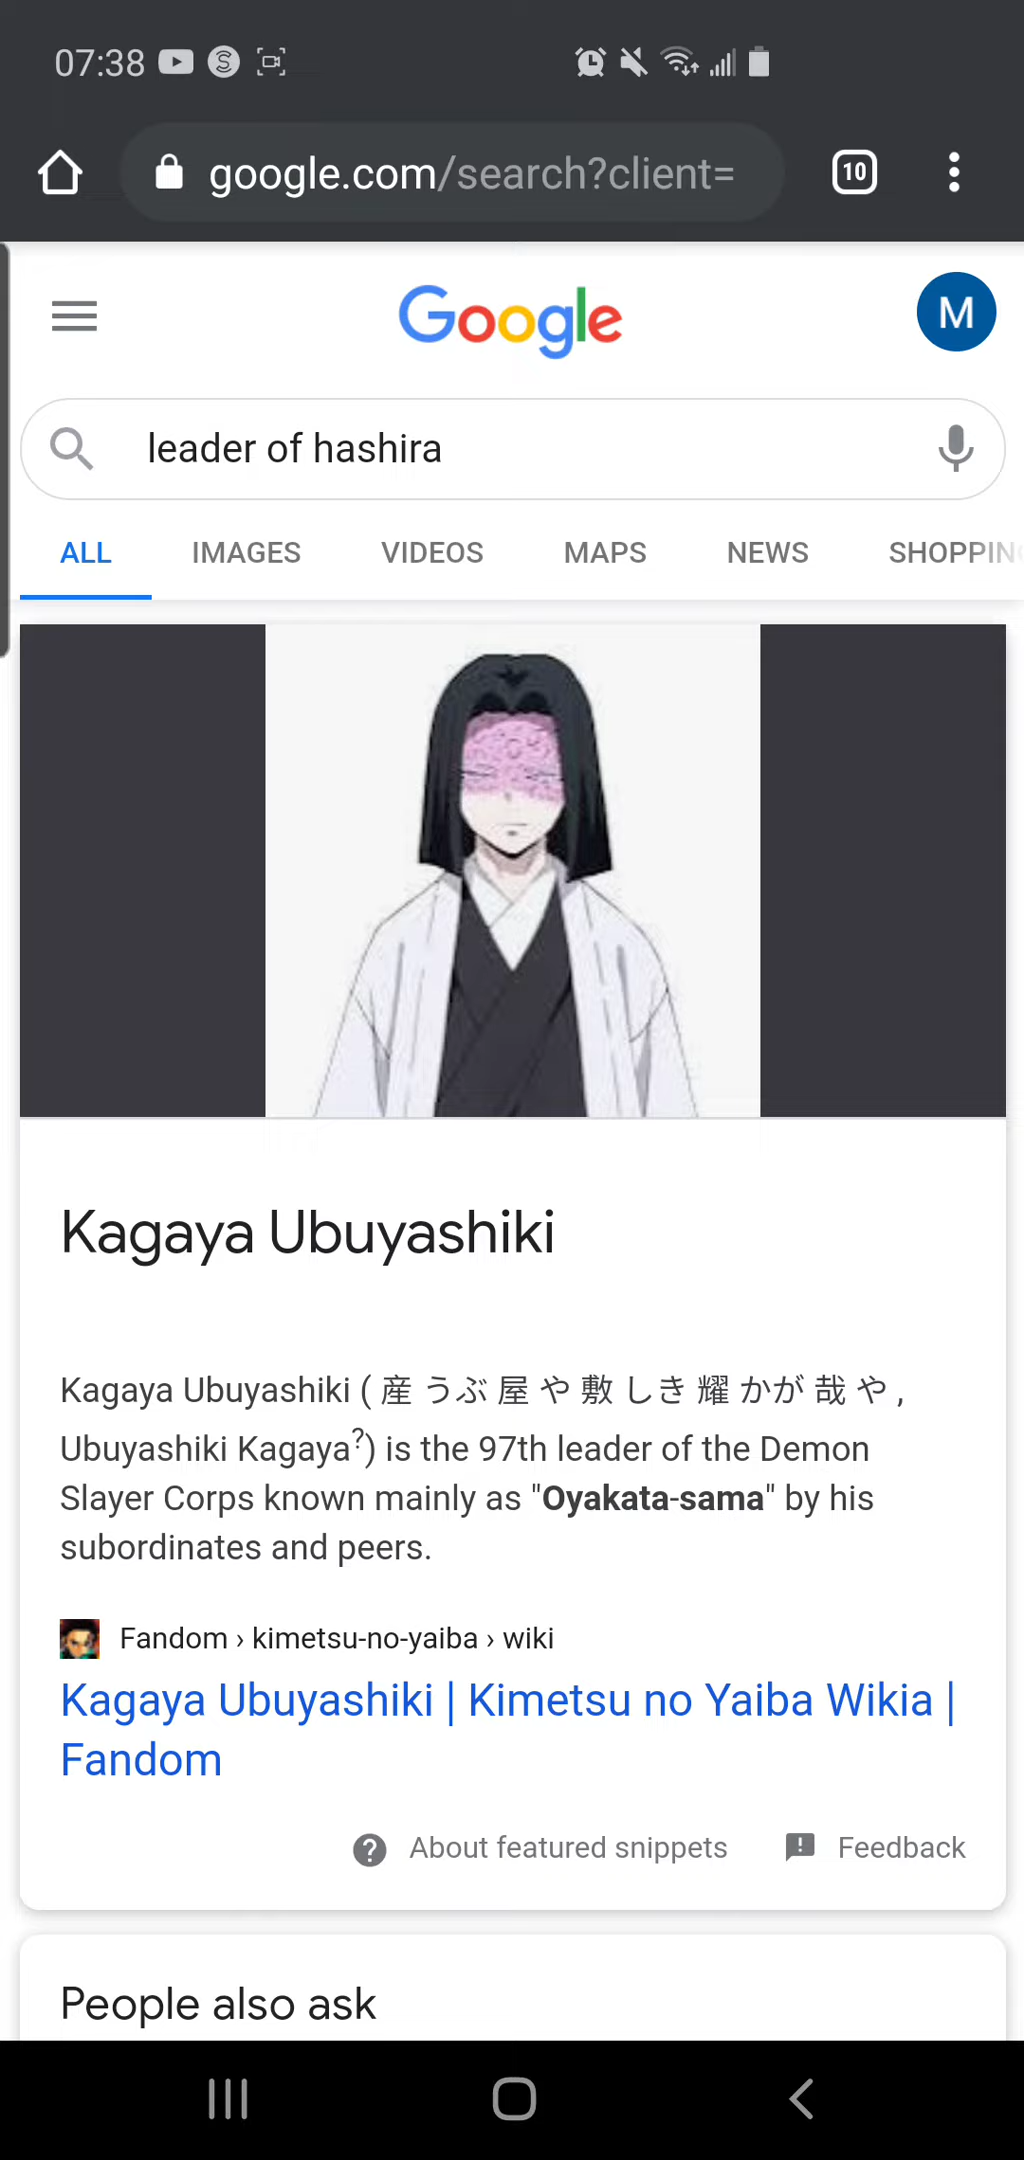 07:38
google.com/search?client=
10
Google
M
leader of hashira
ALL IMAGES VIDEOS MAPS NEWS SHOPPING
Kagaya Ubuyashiki
Kagaya Ubuyashiki ( 産 うぶ 屋 や 敷 しき 耀 かが 哉 や ,
Ubuyashiki Kagaya?) is the 97th leader of the Demon
Slayer Corps known mainly as "Oyakata-sama" by his
subordinates and peers.
Fandom › kimetsu-no-yaiba › wiki
Kagaya Ubuyashiki | Kimetsu no Yaiba Wikia |
Fandom
About featured snippets
Feedback
People also ask